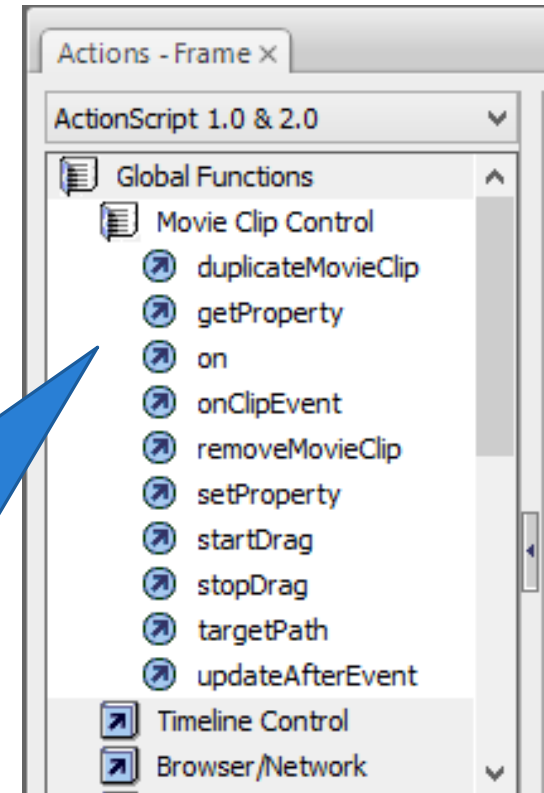 Actions - Frame ×
ActionScript 1.0 & 2.0
Global Functions
Movie Clip Control
duplicateMovieClip
getProperty
on
onClipEvent
removeMovieClip
setProperty
startDrag
stopDrag
targetPath
updateAfterEvent
Timeline Control
Browser/Network